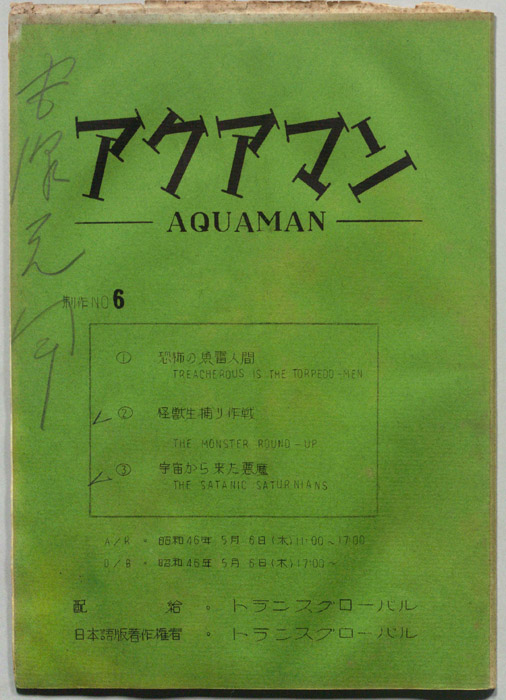 アクアマン
AQUAMAN
制作NO 6
① 恐怖の魚雷人間
TREACHEROUS IS THE TORPEDO-MEN
② 怪獣生捕り作戦
THE MONSTER ROUND-UP
③ 宇宙から来た悪魔
THE SATANIC SATURNIANS
A/R 昭和46年 5月 6日(木)11:00~17:00
D/B 昭和46年 5月 6日(木)17:00~
配給 。 トランスグローバル
日本語版著作権者 。 トランスグローバル